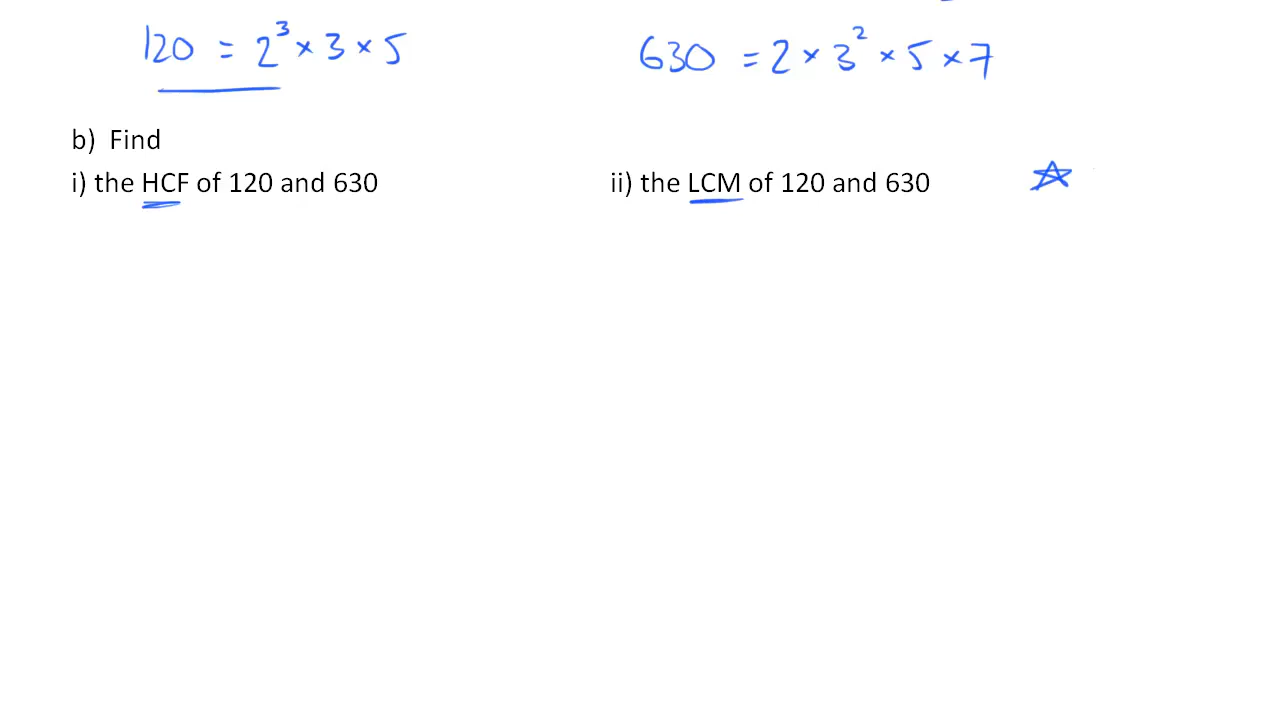 120 = 2³ × 3 × 5
630 = 2 × 3² × 5 × 7
b) Find
i) the HCF of 120 and 630
ii) the LCM of 120 and 630